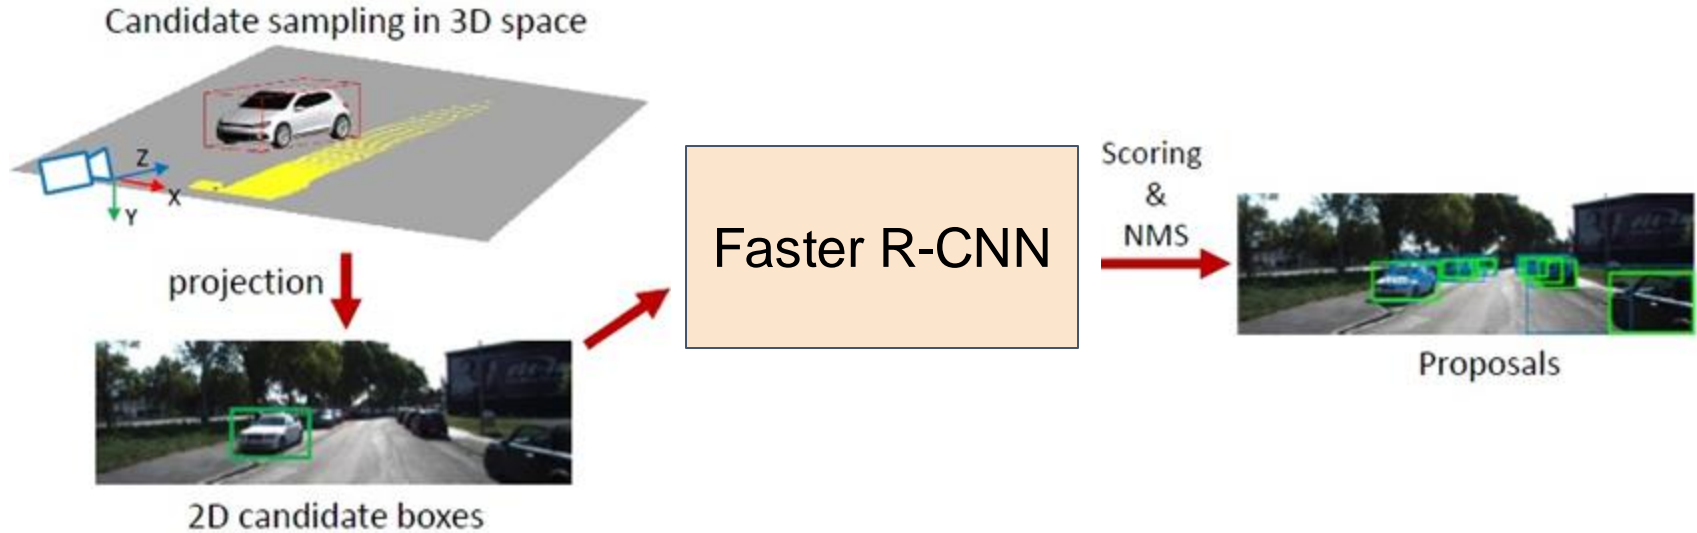 Candidate sampling in 3D space
Z
X
Y
projection
2D candidate boxes
Faster R-CNN
Scoring
&
NMS
Proposals